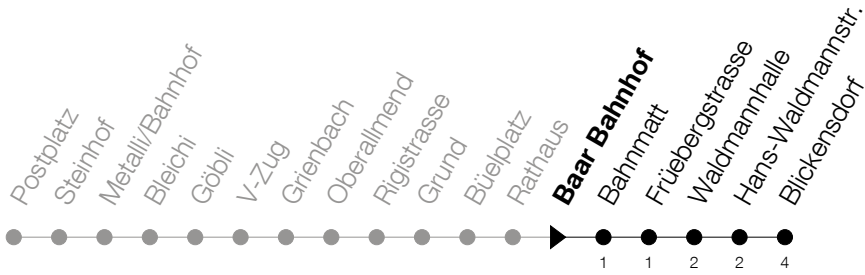 Postplatz
Steinhof
Metalli/Bahnhof
Bleichi
Göbli
V-Zug
Grienbach
Oberallmend
Rigistrasse
Grund
Büelplatz
Rathaus
Baar Bahnhof
Bahnmatt
Früebergstrasse
Waldmannhalle
Hans-Waldmannstr.
Blickensdorf
1 1 2 2 4